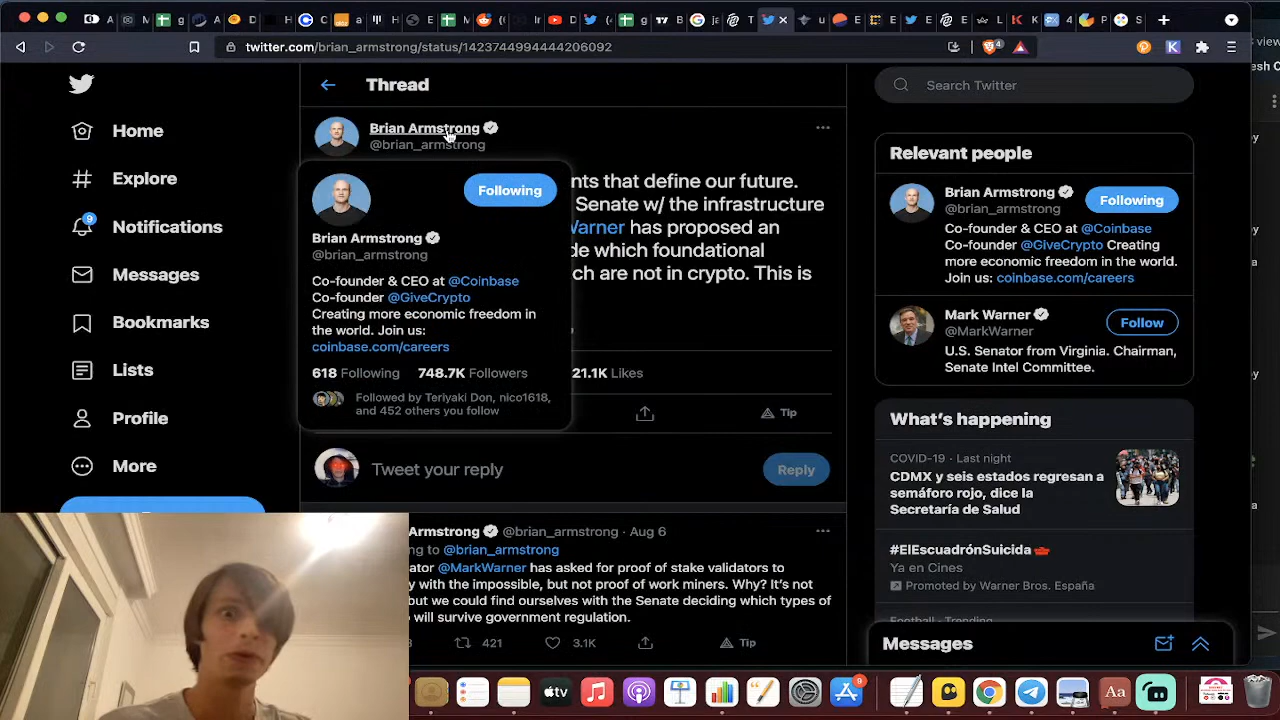 twitter.com/brian_armstrong/status/1423744994444206092
4
Home
Explore
9
Notifications
Messages
Bookmarks
Lists
Profile
More
Thread
Brian Armstrong
@brian_armstrong
nts that define our future.
Senate w/ the infrastructure
Warner has proposed an
de which foundational
ch are not in crypto. This is
Following
Brian Armstrong
@brian_armstrong
Co-founder & CEO at @Coinbase
Co-founder @GiveCrypto
Creating more economic freedom in
the world. Join us:
coinbase.com/careers
618 Following 748.7K Followers
Followed by Teriyaki Don, nico1618,
and 452 others you follow
21.1K Likes
Tip
Tweet your reply
Reply
Armstrong @brian_armstrong · Aug 6
ng to @brian_armstrong
ator @MarkWarner has asked for proof of stake validators to
y with the impossible, but not proof of work miners. Why? It's not
but we could find ourselves with the Senate deciding which types of
o will survive government regulation.
421 3.1K Tip
Search Twitter
Relevant people
Brian Armstrong
@brian_armstrong
Following
Co-founder & CEO at @Coinbase
Co-founder @GiveCrypto Creating
more economic freedom in the world.
Join us: coinbase.com/careers
Mark Warner
@MarkWarner
Follow
U.S. Senator from Virginia. Chairman,
Senate Intel Committee.
What's happening
COVID-19 · Last night
CDMX y seis estados regresan a
semáforo rojo, dice la
Secretaría de Salud
#ElEscuadrónSuicida
Ya en Cines
Promoted by Warner Bros. España
Football · Trending
Messages
tv
9
Aa